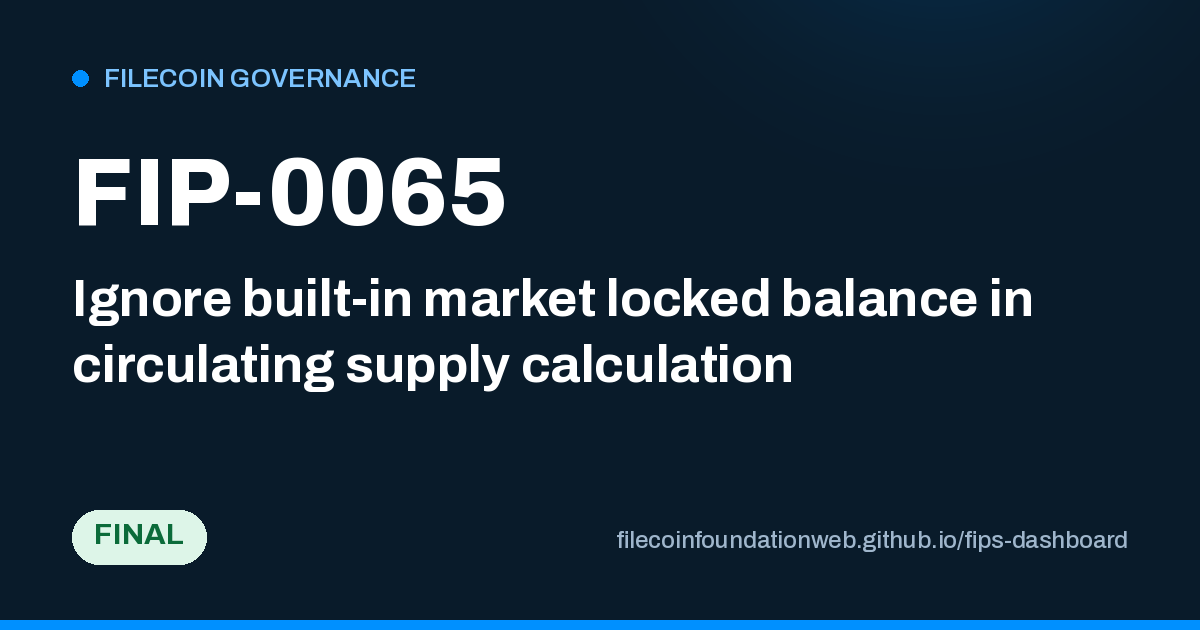 FILECOIN GOVERNANCE
FIP-0065
Ignore built-in market locked balance in
circulating supply calculation
FINAL
filecoinfoundationweb.github.io/fips-dashboard